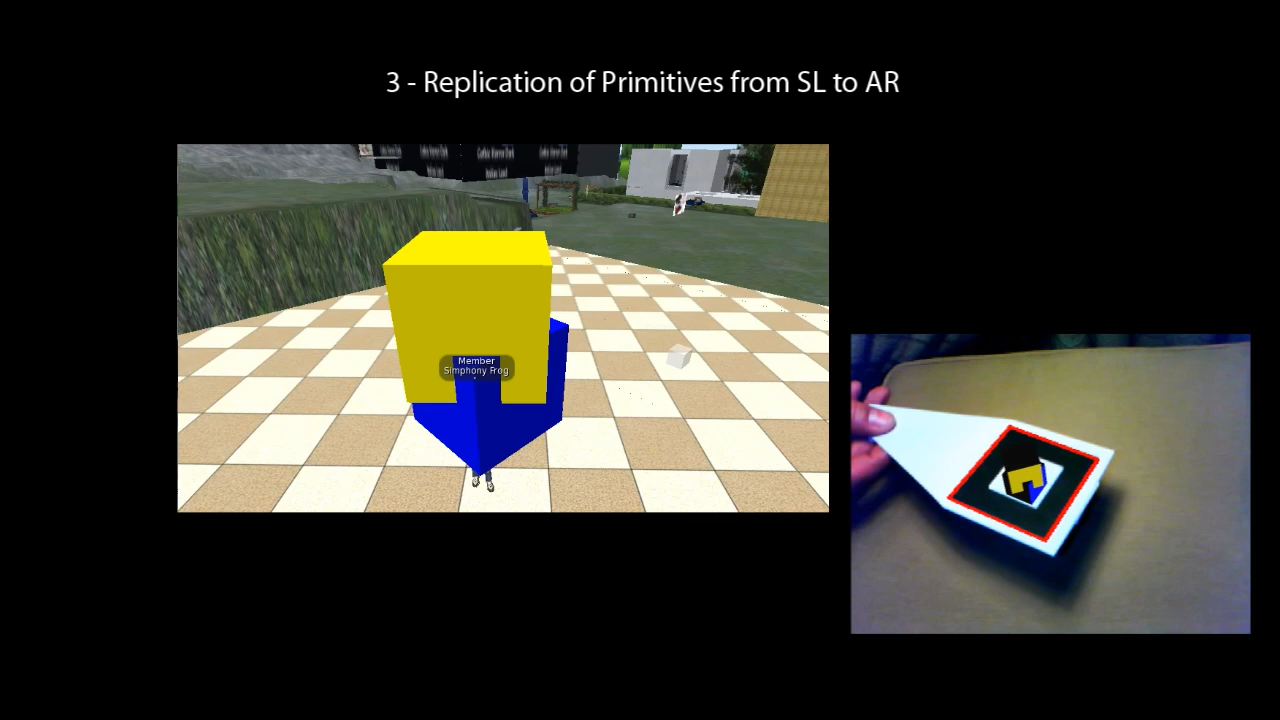 3 - Replication of Primitives from SL to AR
Member
Simphony Frog